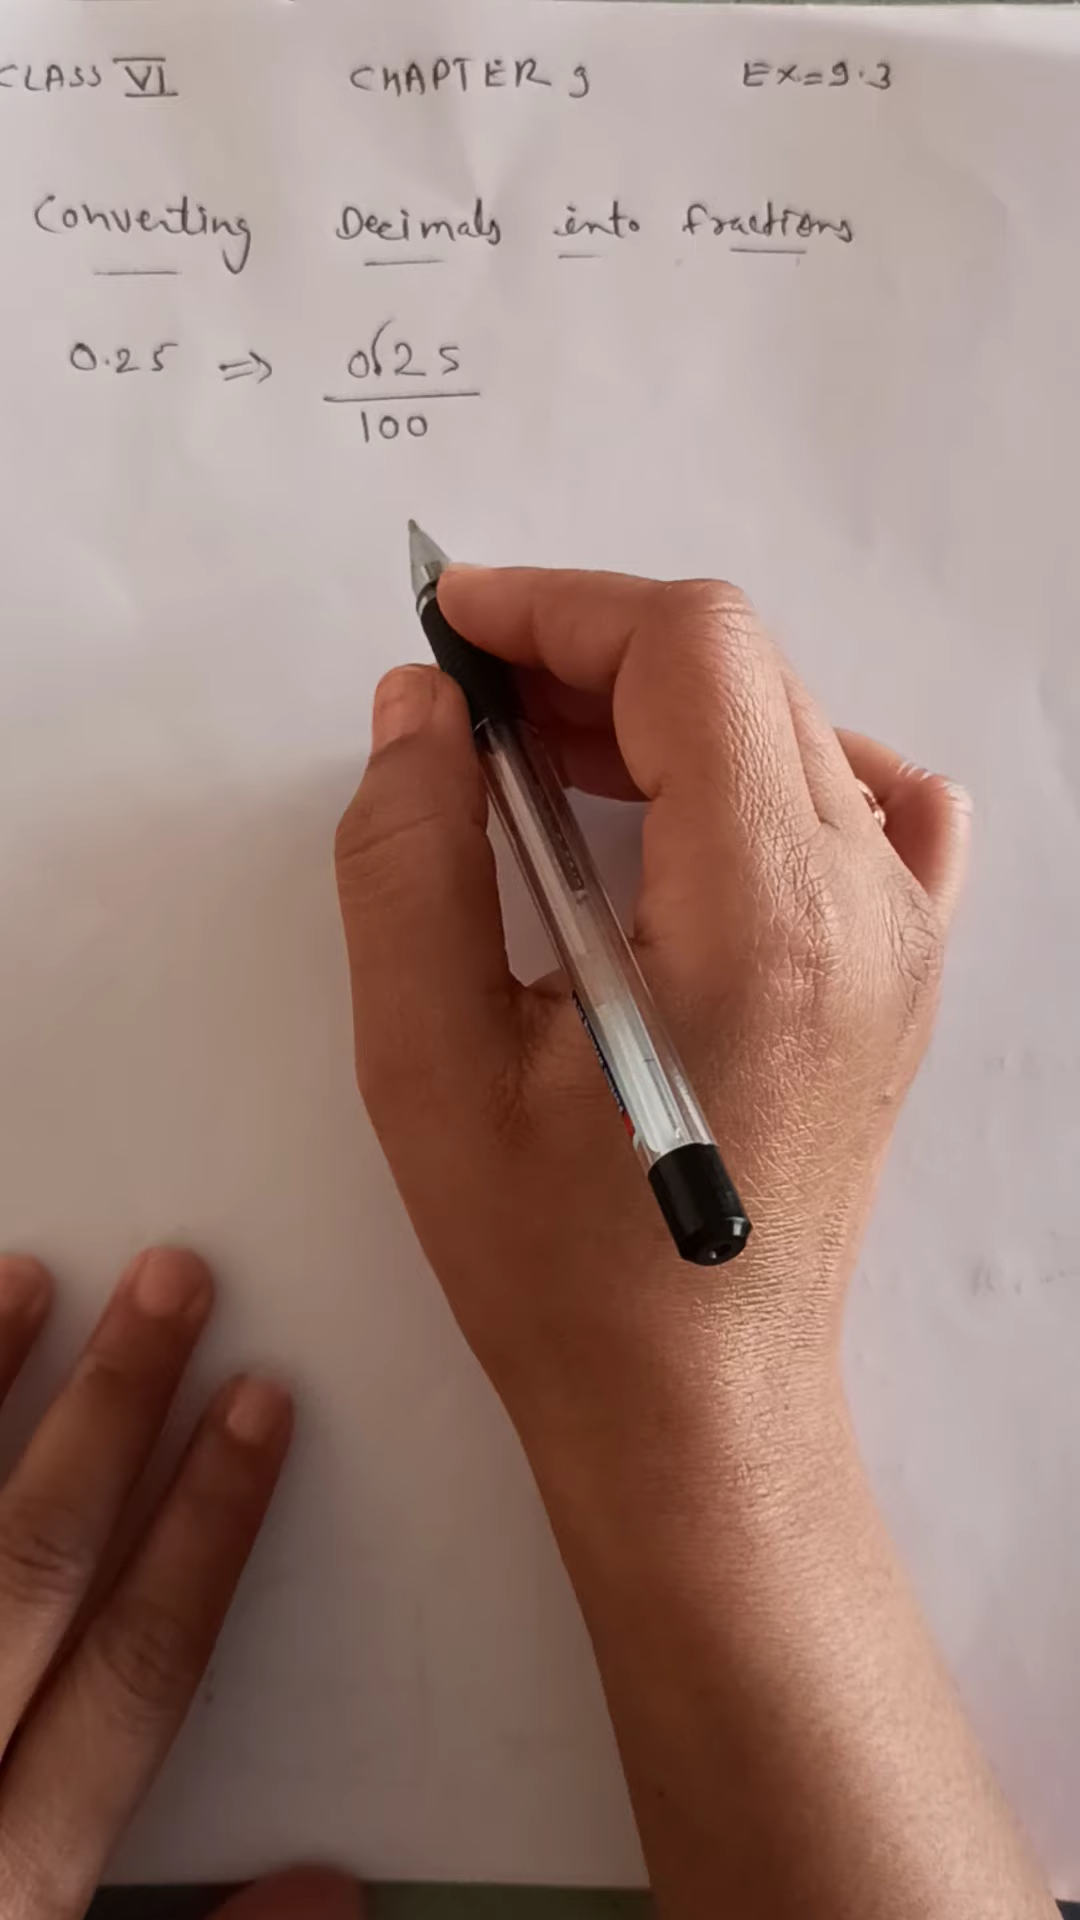 CLASS VI CHAPTER 9 EX=9.3
Converting Decimals into fractions
0.25 ⇒ 0/25
100